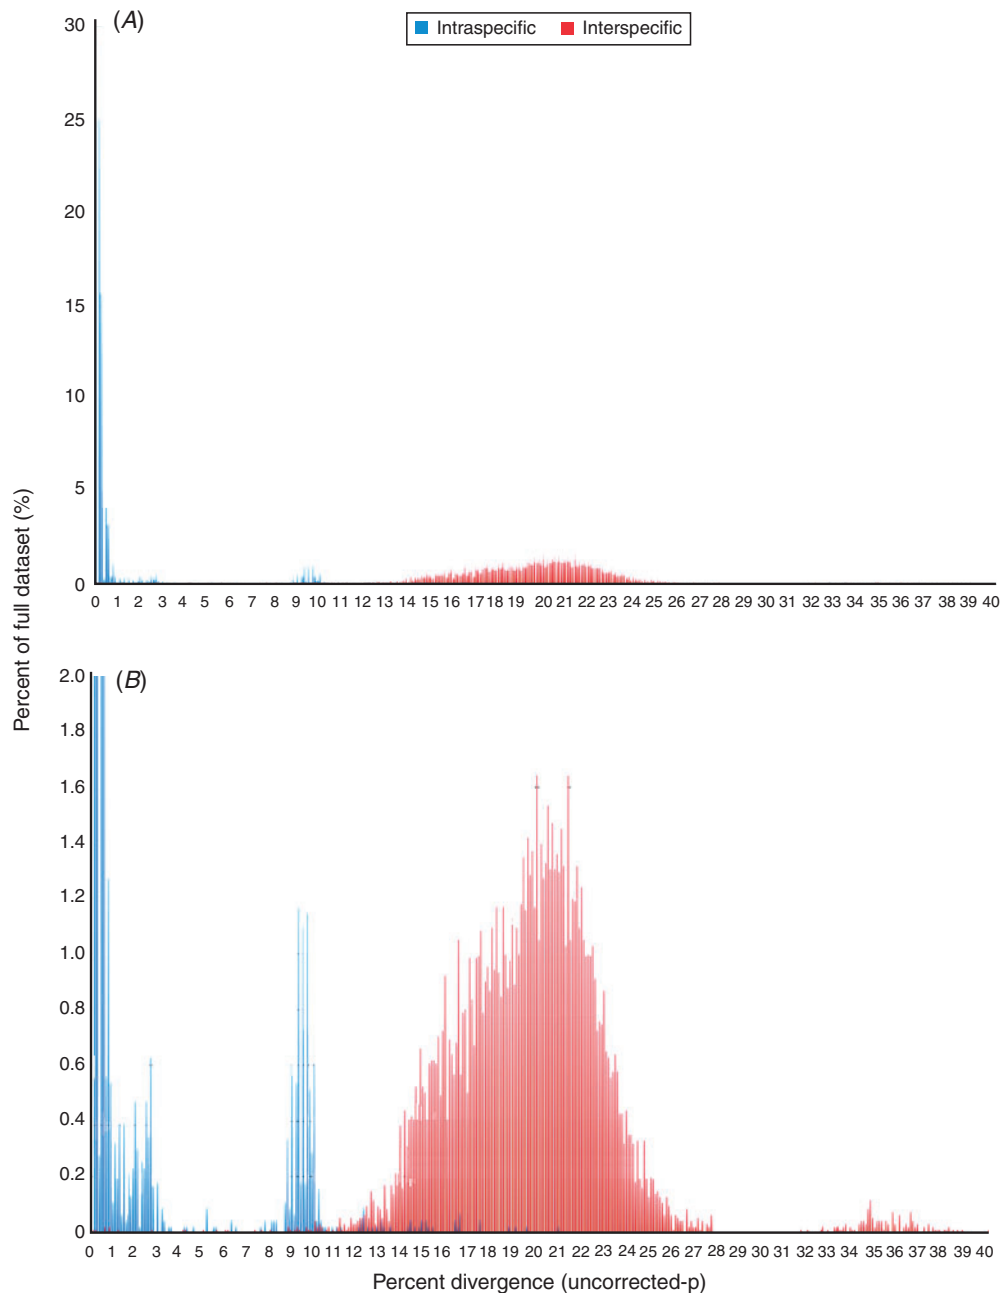 (A)
Intraspecific Interspecific
30
25
20
15
10
5
0
0 1 2 3 4 5 6 7 8 9 10 11 12 13 14 15 16 17 18 19 20 21 22 23 24 25 26 27 28 29 30 31 32 33 34 35 36 37 38 39 40
Percent of full dataset (%)
(B)
2.0
1.8
1.6
1.4
1.2
1.0
0.8
0.6
0.4
0.2
0
0 1 2 3 4 5 6 7 8 9 10 11 12 13 14 15 16 17 18 19 20 21 22 23 24 25 26 27 28 29 30 31 32 33 34 35 36 37 38 39 40
Percent divergence (uncorrected-p)